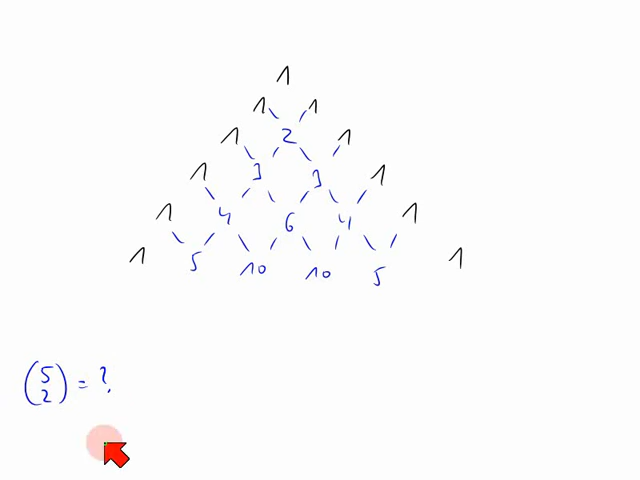 1
1 1
1 2 1
1 3 3 1
1 4 6 4 1
1 5 10 10 5 1
(5 2) = ?